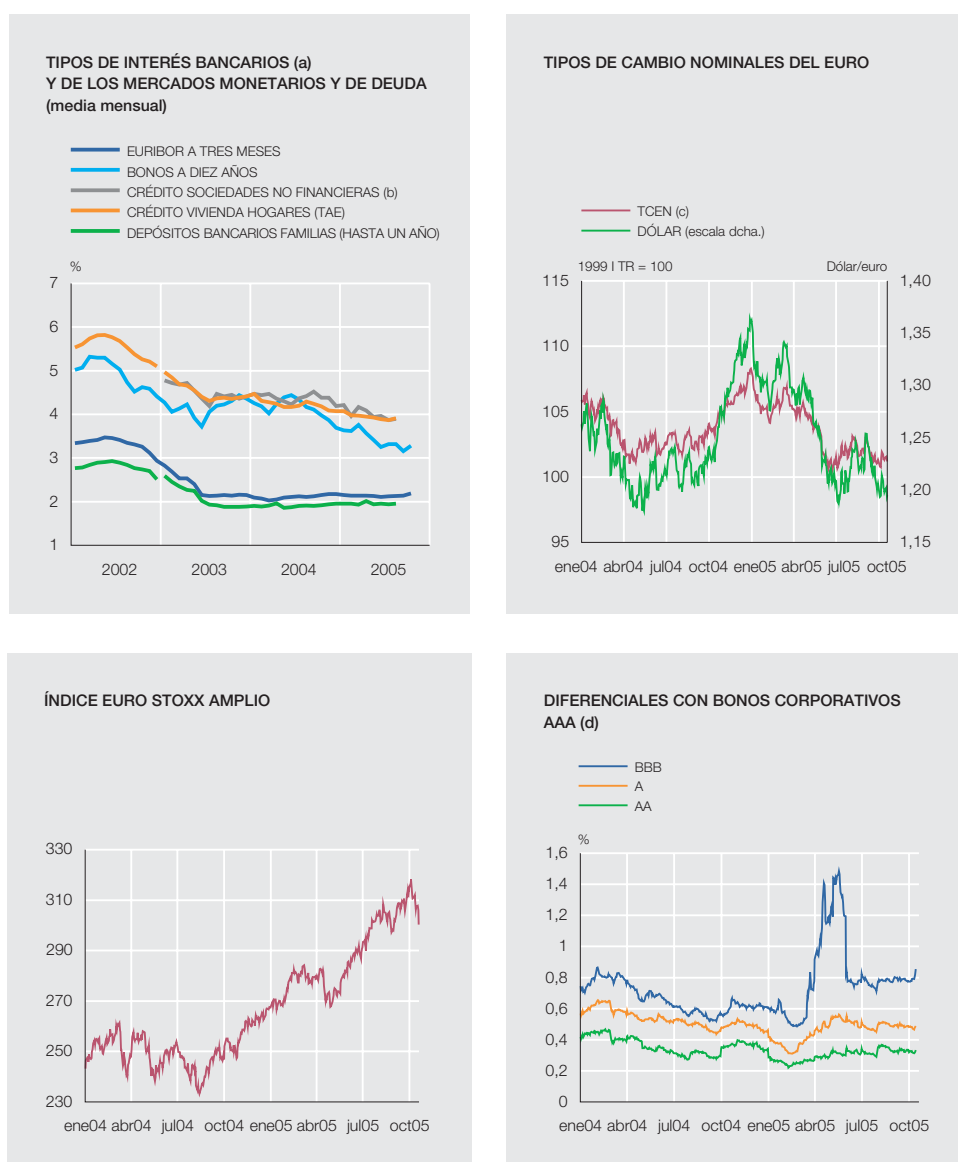 TIPOS DE INTERÉS BANCARIOS (a)
Y DE LOS MERCADOS MONETARIOS Y DE DEUDA
(media mensual)
EURIBOR A TRES MESES
BONOS A DIEZ AÑOS
CRÉDITO SOCIEDADES NO FINANCIERAS (b)
CRÉDITO VIVIENDA HOGARES (TAE)
DEPÓSITOS BANCARIOS FAMILIAS (HASTA UN AÑO)
%
7
6
5
4
3
2
1
2002 2003 2004 2005
TIPOS DE CAMBIO NOMINALES DEL EURO
TCEN (c)
DÓLAR (escala dcha.)
1999 I TR = 100 Dólar/euro
115 1,40
1,35
110
1,30
105
1,25
100
1,20
95 1,15
ene04 abr04 jul04 oct04 ene05 abr05 jul05 oct05
ÍNDICE EURO STOXX AMPLIO
330
310
290
270
250
230
ene04 abr04 jul04 oct04 ene05 abr05 jul05 oct05
DIFERENCIALES CON BONOS CORPORATIVOS
AAA (d)
BBB
A
AA
%
1,6
1,4
1,2
1
0,8
0,6
0,4
0,2
0
ene04 abr04 jul04 oct04 ene05 abr05 jul05 oct05